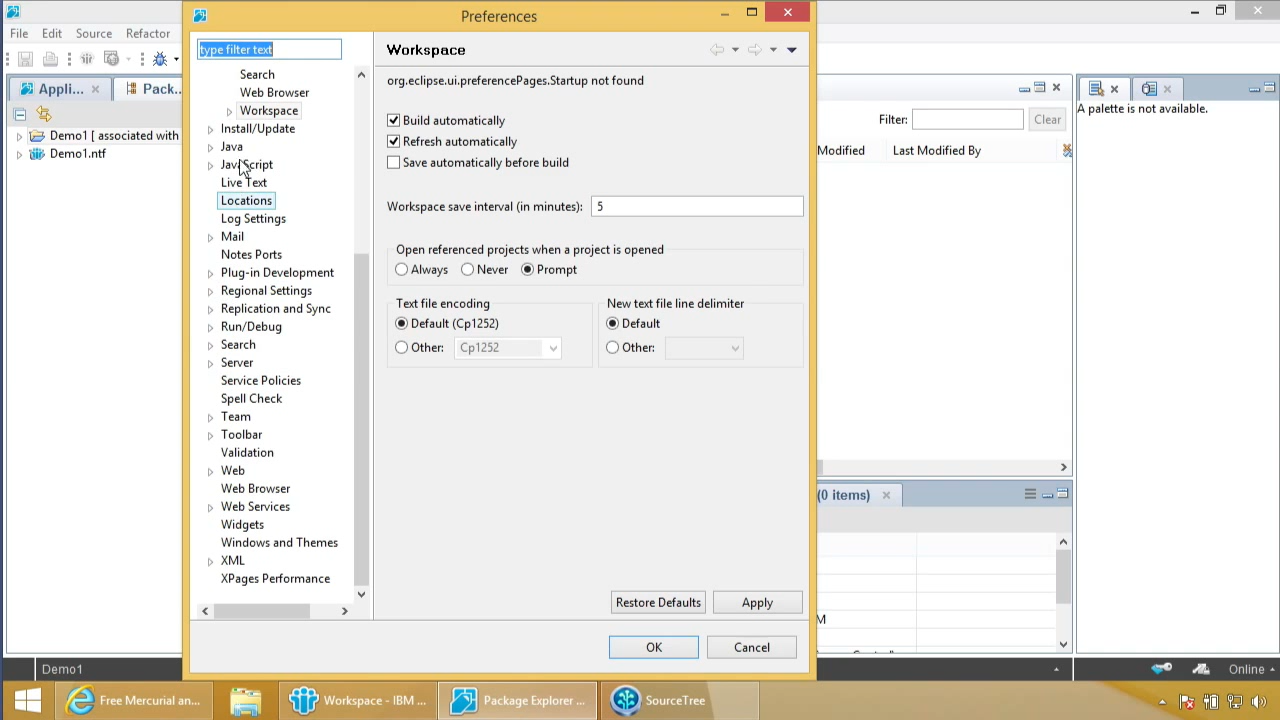 Preferences
File Edit Source Refactor
type filter text
Workspace
Search
Web Browser
Workspace
Install/Update
Java
JavaScript
Live Text
Locations
Log Settings
Mail
Notes Ports
Plug-in Development
Regional Settings
Replication and Sync
Run/Debug
Search
Server
Service Policies
Spell Check
Team
Toolbar
Validation
Web
Web Browser
Web Services
Widgets
Windows and Themes
XML
XPages Performance
org.eclipse.ui.preferencePages.Startup not found
Build automatically
Refresh automatically
Save automatically before build
Workspace save interval (in minutes): 5
Open referenced projects when a project is opened
Always Never Prompt
Text file encoding
Default (Cp1252)
Other: Cp1252
New text file line delimiter
Default
Other:
Restore Defaults Apply
OK Cancel
Appli... Pack...
Demo1 [ associated with
Demo1.ntf
Filter: Clear
Modified Last Modified By
A palette is not available.
(0 items)
M
Demo1
Online
Free Mercurial an... Workspace - IBM ... Package Explorer ... SourceTree